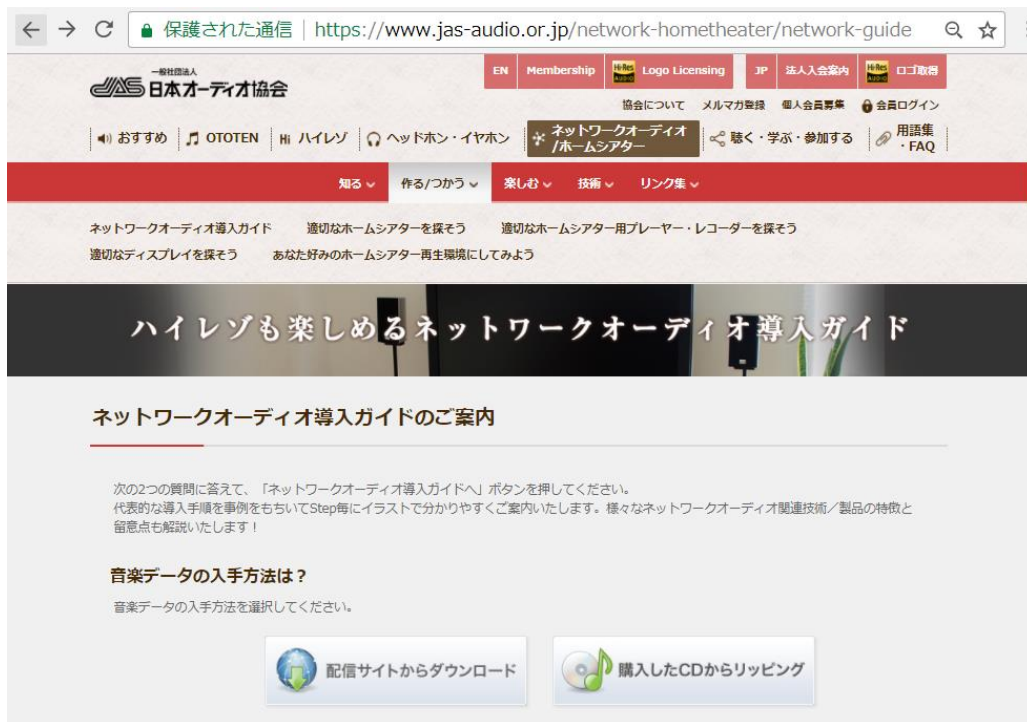 保護された通信 | https://www.jas-audio.or.jp/network-hometheater/network-guide
一般社団法人
JAS 日本オーディオ協会
EN Membership Hi-Res AUDIO Logo Licensing JP 法人入会案内 Hi-Res AUDIO ロゴ取得
協会について メルマガ登録 個人会員募集 会員ログイン
おすすめ OTOTEN Hi ハイレゾ ヘッドホン・イヤホン ネットワークオーディオ
/ホームシアター 聴く・学ぶ・参加する 用語集
・FAQ
知る 作る/つかう 楽しむ 技術 リンク集
ネットワークオーディオ導入ガイド 適切なホームシアターを探そう 適切なホームシアター用プレーヤー・レコーダーを探そう
適切なディスプレイを探そう あなた好みのホームシアター再生環境にしてみよう
ハイレゾも楽しめるネットワークオーディオ導入ガイド
ネットワークオーディオ導入ガイドのご案内
次の2つの質問に答えて、「ネットワークオーディオ導入ガイドへ」ボタンを押してください。
代表的な導入手順を事例をもちいてStep毎にイラストで分かりやすくご案内いたします。様々なネットワークオーディオ関連技術／製品の特徴と
留意点も解説いたします！
音楽データの入手方法は？
音楽データの入手方法を選択してください。
配信サイトからダウンロード 購入したCDからリッピング